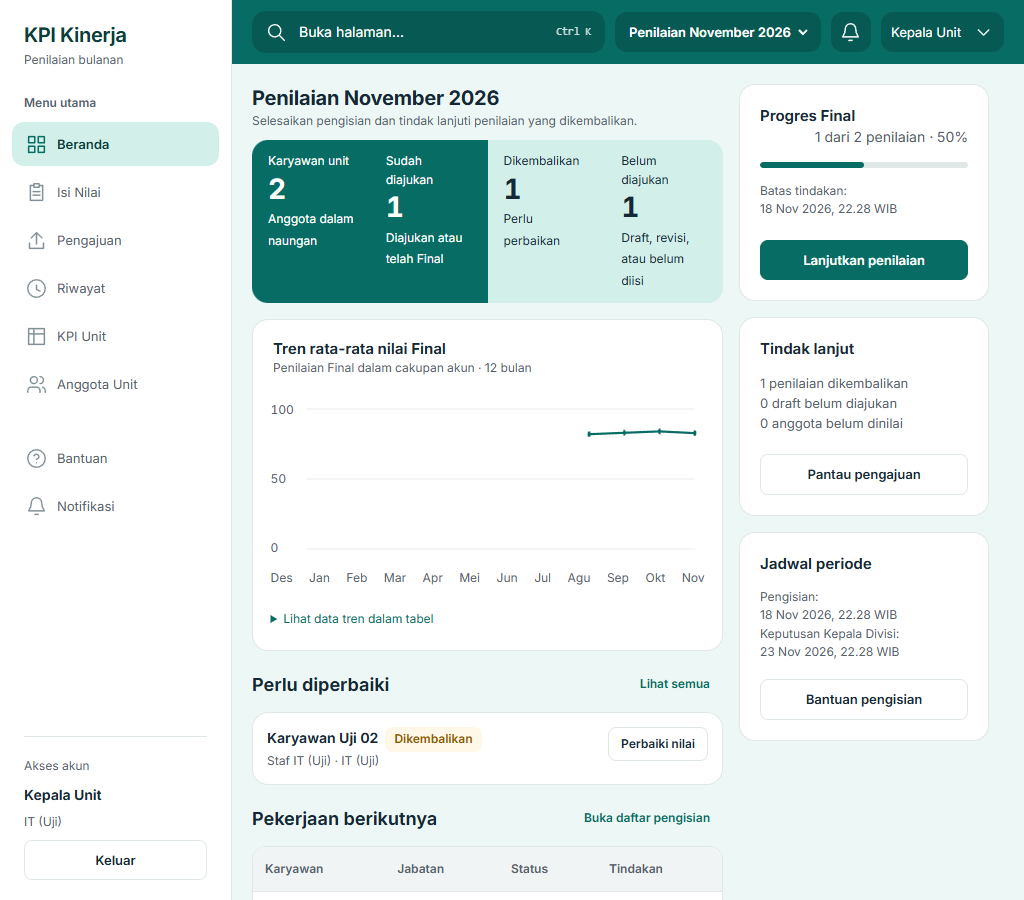 KPI Kinerja
Penilaian bulanan
Menu utama
Beranda
Isi Nilai
Pengajuan
Riwayat
KPI Unit
Anggota Unit
Bantuan
Notifikasi
Akses akun
Kepala Unit
IT (Uji)
Keluar
Buka halaman...
Ctrl K
Penilaian November 2026
Kepala Unit
Penilaian November 2026
Selesaikan pengisian dan tindak lanjuti penilaian yang dikembalikan.
Karyawan unit
2
Anggota dalam
naungan
Sudah
diajukan
1
Diajukan atau
telah Final
Dikembalikan
1
Perlu
perbaikan
Belum
diajukan
1
Draft, revisi,
atau belum
diisi
Tren rata-rata nilai Final
Penilaian Final dalam cakupan akun · 12 bulan
100
50
0
Des Jan Feb Mar Apr Mei Jun Jul Agu Sep Okt Nov
Lihat data tren dalam tabel
Perlu diperbaiki
Lihat semua
Karyawan Uji 02
Dikembalikan
Staf IT (Uji) · IT (Uji)
Perbaiki nilai
Pekerjaan berikutnya
Buka daftar pengisian
Karyawan Jabatan Status Tindakan
Progres Final
1 dari 2 penilaian · 50%
Batas tindakan:
18 Nov 2026, 22.28 WIB
Lanjutkan penilaian
Tindak lanjut
1 penilaian dikembalikan
0 draft belum diajukan
0 anggota belum dinilai
Pantau pengajuan
Jadwal periode
Pengisian:
18 Nov 2026, 22.28 WIB
Keputusan Kepala Divisi:
23 Nov 2026, 22.28 WIB
Bantuan pengisian